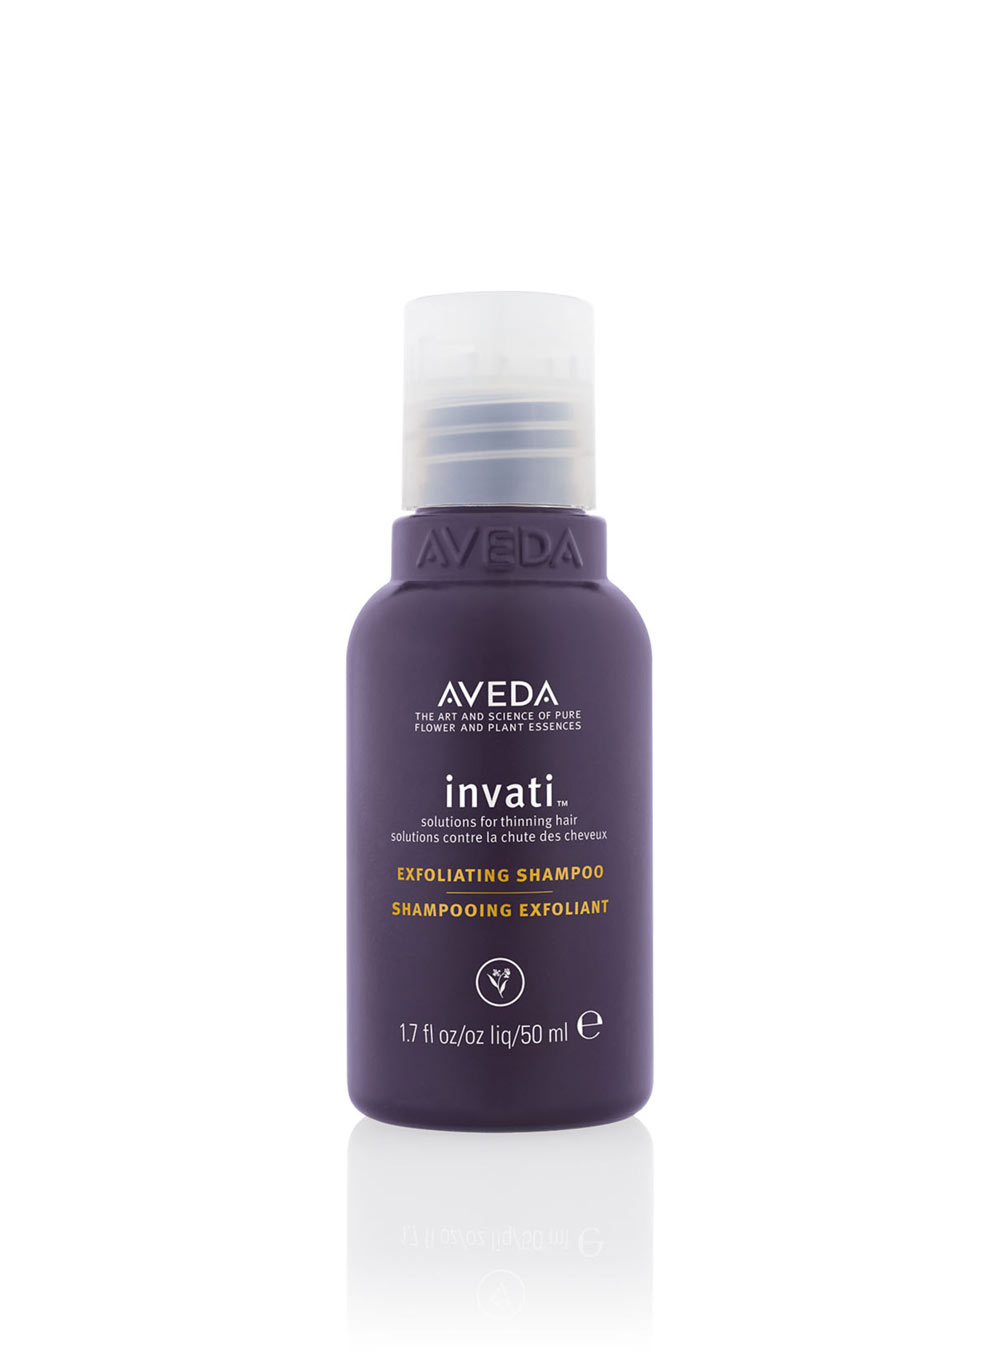 AVEDA
AVEDA
THE ART AND SCIENCE OF PURE
FLOWER AND PLANT ESSENCES
invati™
solutions for thinning hair
solutions contre la chute des cheveux
EXFOLIATING SHAMPOO
SHAMPOOING EXFOLIANT
1.7 fl oz/oz liq/50 ml ℮